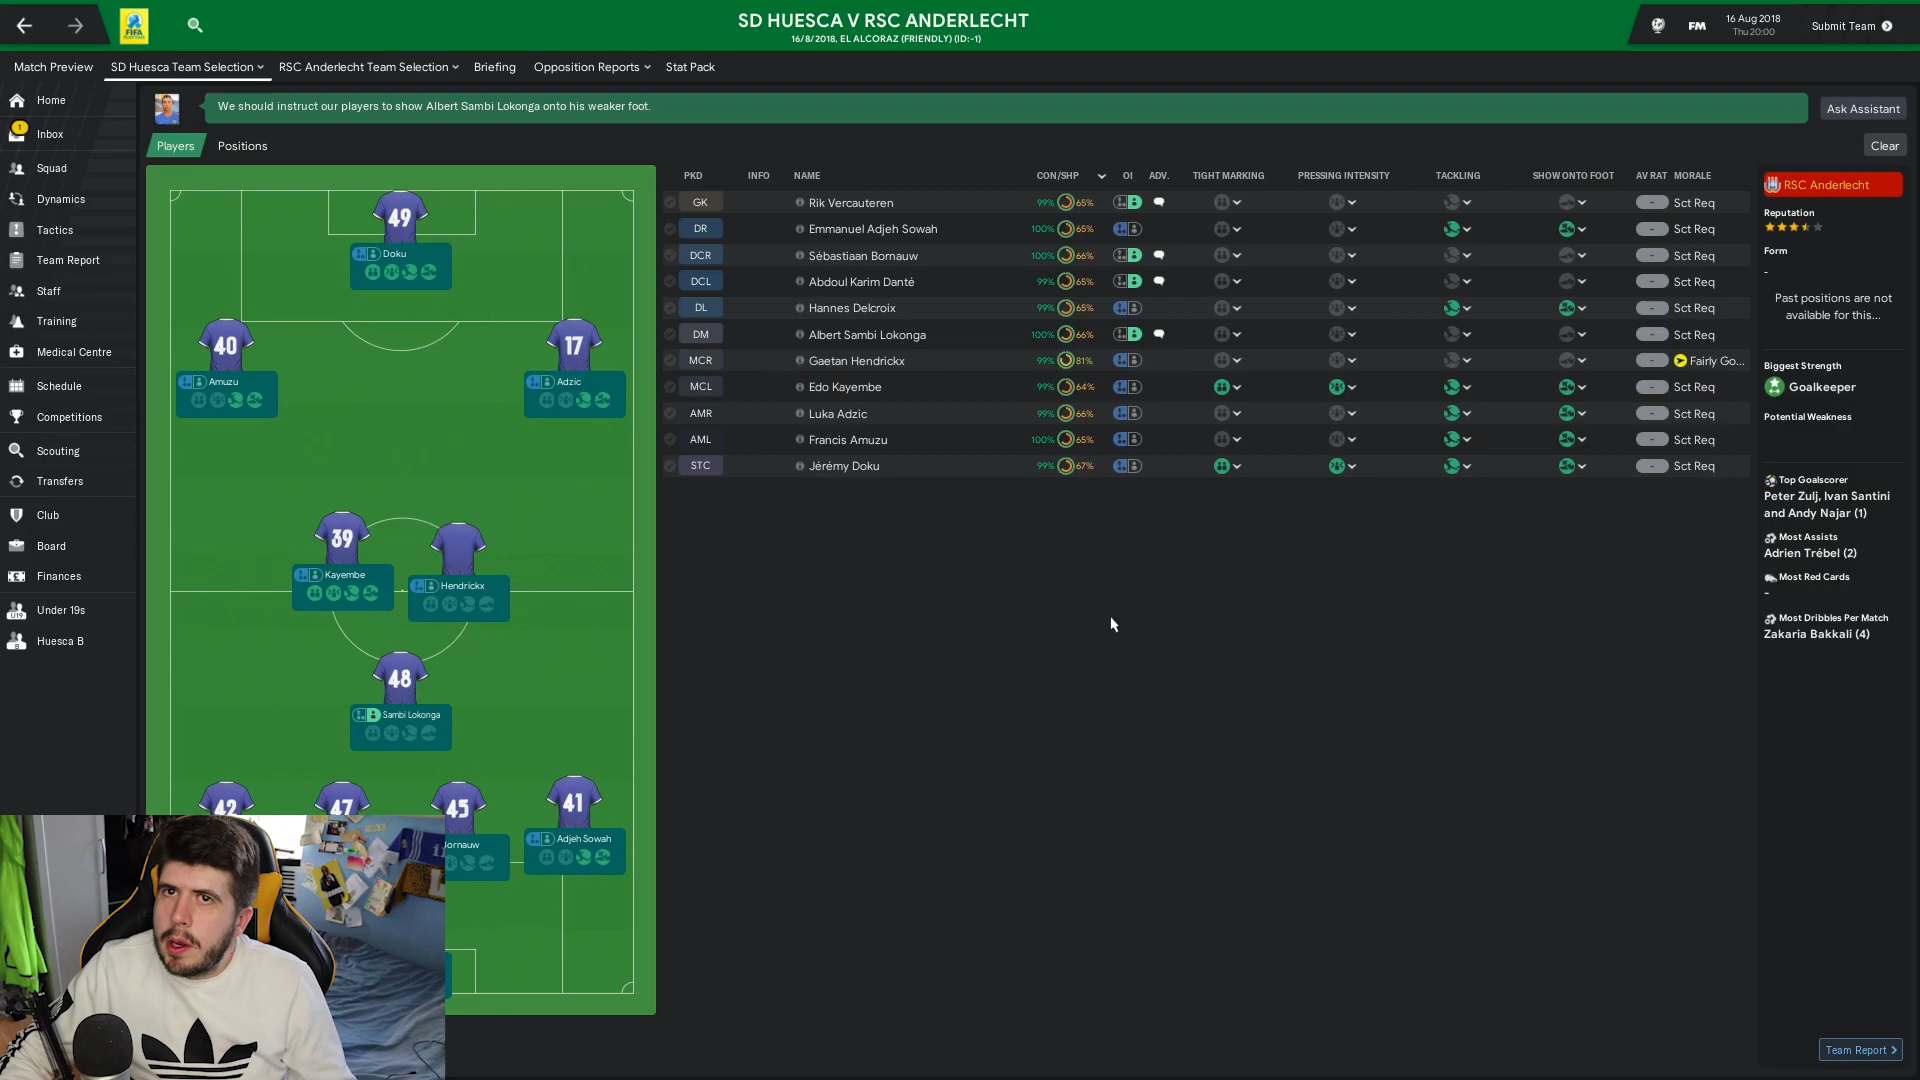 FIFA
SD HUESCA V RSC ANDERLECHT
16/8/2018, EL ALCORAZ (FRIENDLY) (ID:-1)
FM
16 Aug 2018
Thu 20:00
Submit Team
Match Preview
SD Huesca Team Selection
RSC Anderlecht Team Selection
Briefing
Opposition Reports
Stat Pack
Home
1
Inbox
Squad
Dynamics
Tactics
Team Report
Staff
Training
Medical Centre
Schedule
Competitions
Scouting
Transfers
Club
Board
Finances
U19
Under 19s
B
Huesca B
We should instruct our players to show Albert Sambi Lokonga onto his weaker foot.
Ask Assistant
Players
Positions
Clear
49
Doku
40
Amuzu
17
Adzic
39
Kayembe
Hendrickx
48
Sambi Lokonga
42
47
45
ornauw
41
Adjeh Sowah
PKD INFO NAME CON/SHP OI ADV. TIGHT MARKING PRESSING INTENSITY TACKLING SHOW ONTO FOOT AV RAT MORALE
GK Rik Vercauteren 99% 65% - Sct Req
DR Emmanuel Adjeh Sowah 100% 65% - Sct Req
DCR Sébastiaan Bornauw 100% 66% - Sct Req
DCL Abdoul Karim Danté 99% 65% - Sct Req
DL Hannes Delcroix 99% 65% - Sct Req
DM Albert Sambi Lokonga 100% 66% - Sct Req
MCR Gaetan Hendrickx 99% 81% - Fairly Go...
MCL Edo Kayembe 99% 64% - Sct Req
AMR Luka Adzic 99% 66% - Sct Req
AML Francis Amuzu 100% 65% - Sct Req
STC Jérémy Doku 99% 67% - Sct Req
RSC Anderlecht
Reputation
Form
-
Past positions are not
available for this...
Biggest Strength
Goalkeeper
Potential Weakness
Top Goalscorer
Peter Zulj, Ivan Santini
and Andy Najar (1)
Most Assists
Adrien Trébel (2)
Most Red Cards
-
Most Dribbles Per Match
Zakaria Bakkali (4)
Team Report